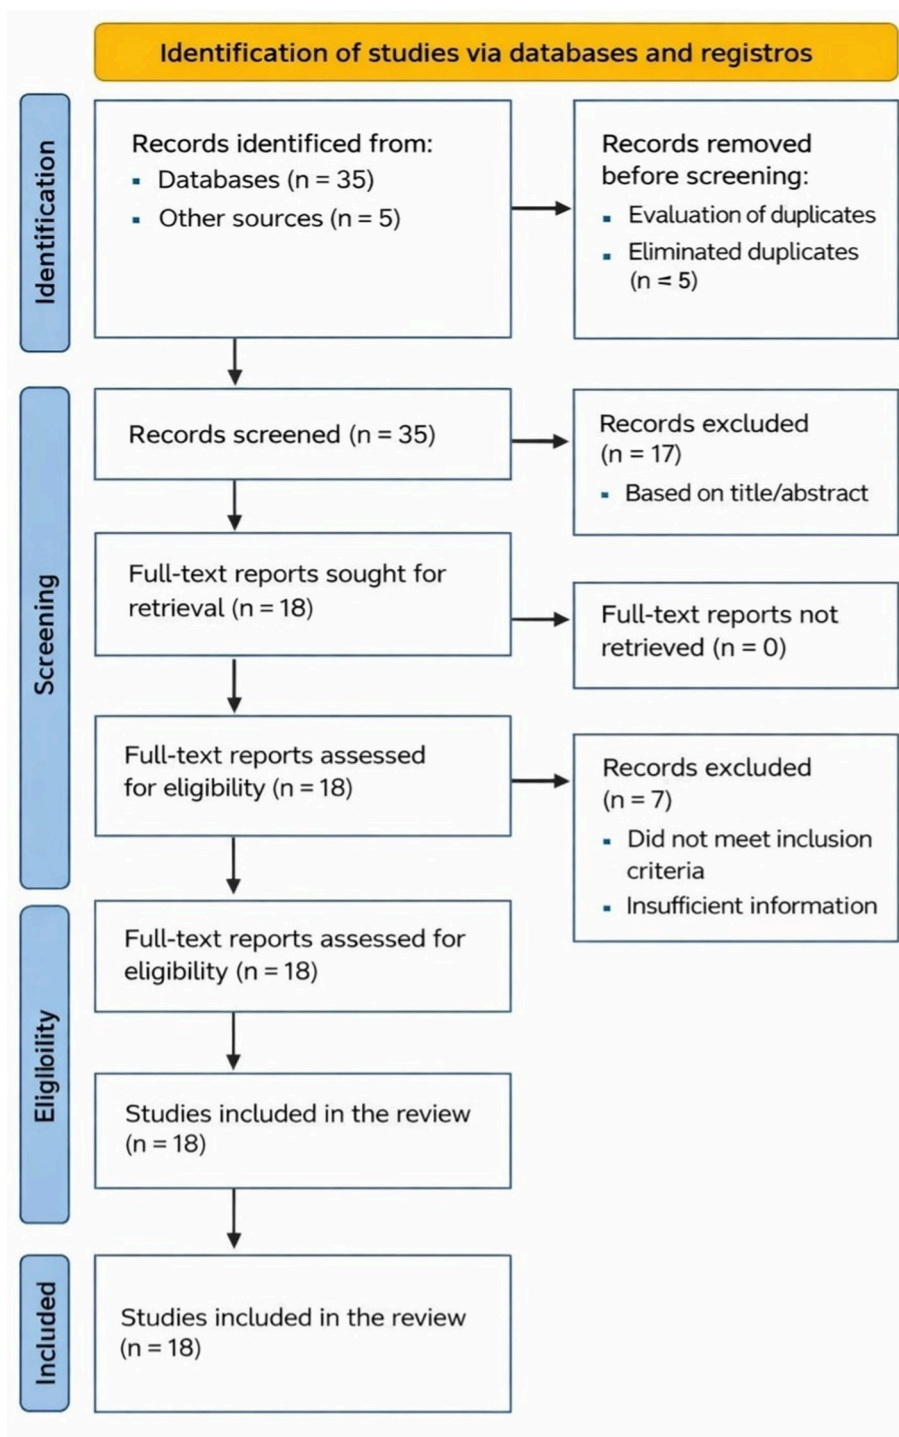 Identification of studies via databases and registros
Identification
Records identificed from:
▪ Databases (n = 35)
▪ Other sources (n = 5)
Records removed
before screening:
▪ Evaluation of duplicates
▪ Eliminated duplicates
(n = 5)
Screening
Records screened (n = 35)
Records excluded
(n = 17)
▪ Based on title/abstract
Full-text reports sought for
retrieval (n = 18)
Full-text reports not
retrieved (n = 0)
Full-text reports assessed
for eligibility (n = 18)
Records excluded
(n = 7)
▪ Did not meet inclusion
criteria
▪ Insufficient information
Eliglloility
Full-text reports assessed for
eligibility (n = 18)
Studies included in the review
(n = 18)
Included
Studies included in the review
(n = 18)